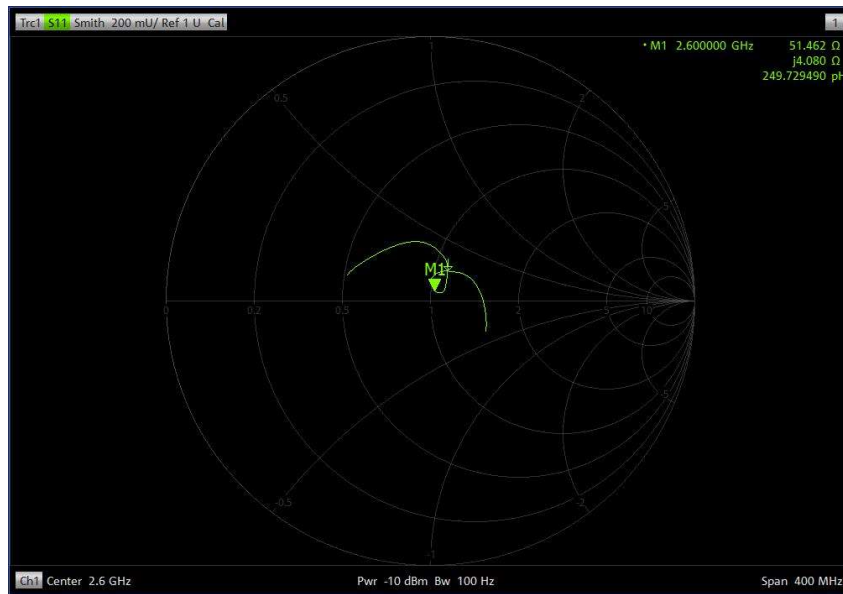 Trc1 S11 Smith 200 mU/ Ref 1 U Cal
1
• M1 2.600000 GHz 51.462 Ω
j4.080 Ω
249.729490 pH
1
0.5
2
5
M1
0
0.2
0.5
1
2
5
10
-5
-0.5
-2
-1
Ch1 Center 2.6 GHz Pwr -10 dBm Bw 100 Hz Span 400 MHz